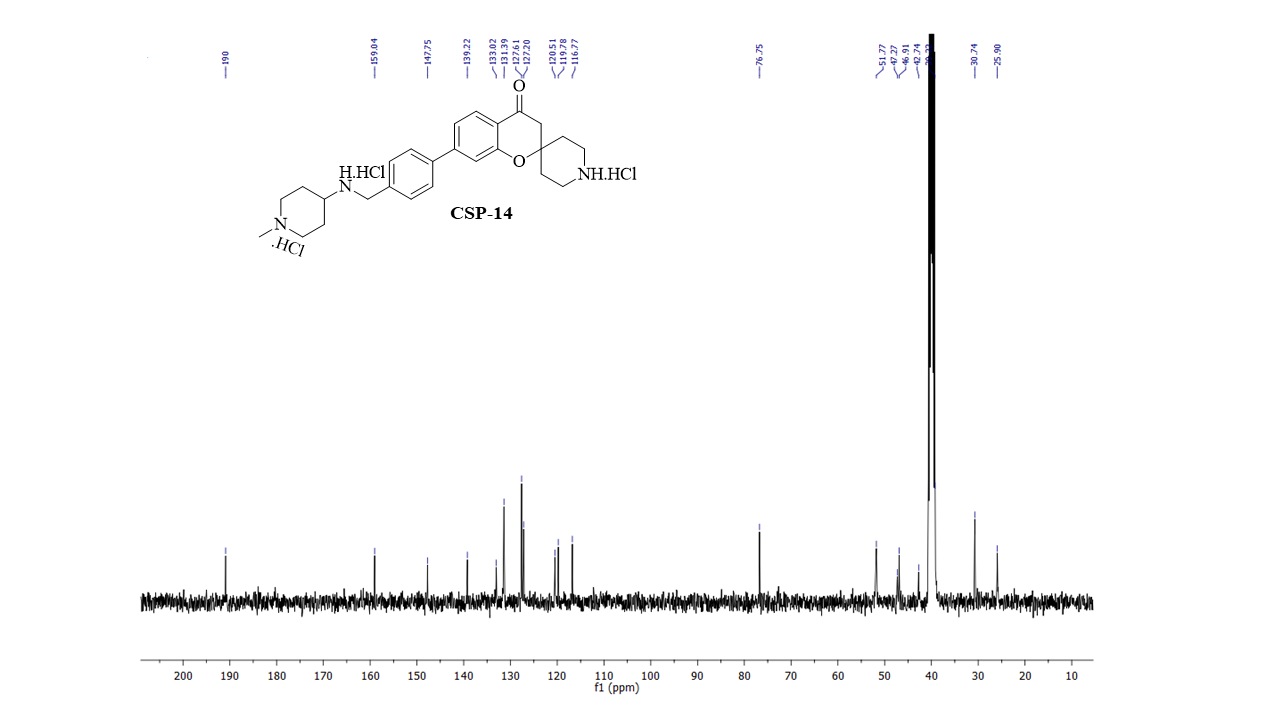 190 159.04 147.75 139.22 133.02 131.39 127.61 127.20 120.51 119.78 116.77 76.75 51.77 47.27 46.91 42.74 30.74 25.90
O
H.HCl
N
O
NH.HCl
N
.HCl
CSP-14
200 190 180 170 160 150 140 130 120 110 100 90 80 70 60 50 40 30 20 10
f1 (ppm)